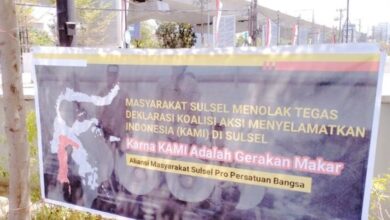 MASYARAKAT SULSEL MENOLAK TEGAS
DEKLARASI KOALISI AKSI MENYELAMATKAN
INDONESIA (KAMI) DI SULSEL
Karna KAMI Adalah Gerakan Makar
Aliansi Masyarakat Sulsel Pro Persatuan Bangsa